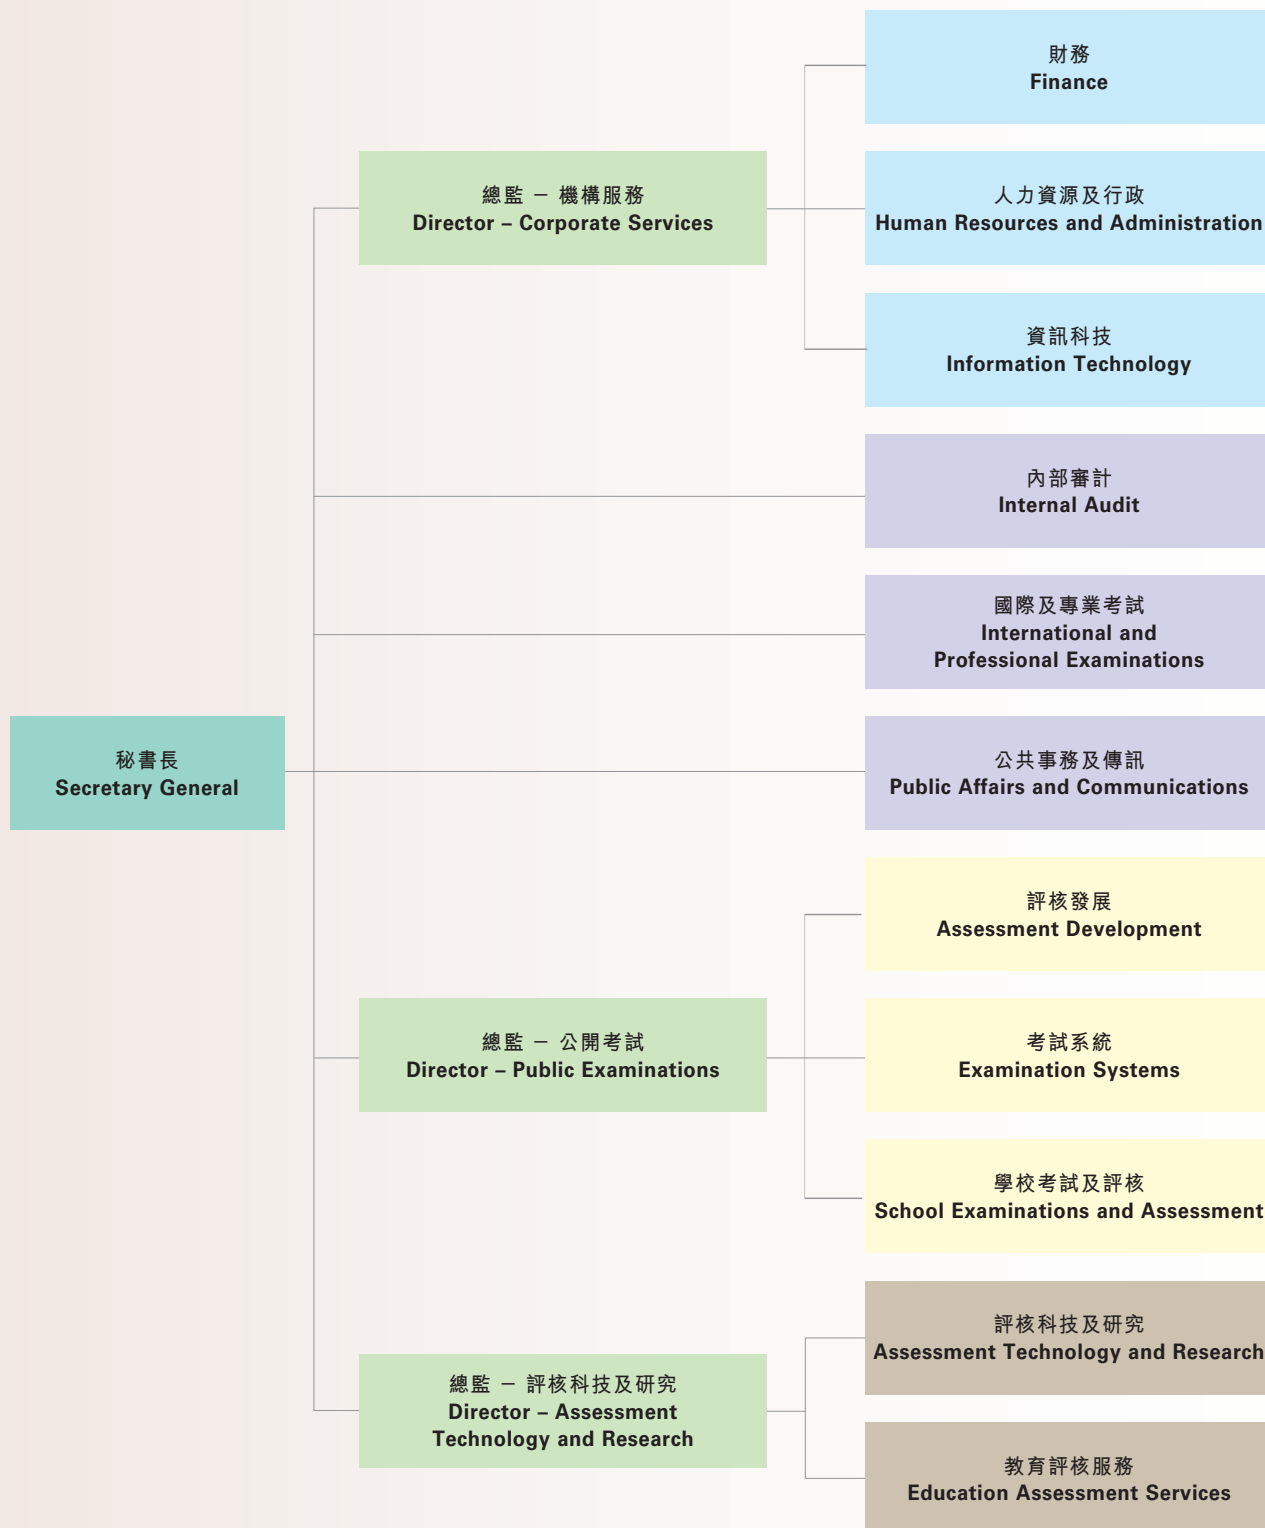 財務
Finance
總監 － 機構服務
Director – Corporate Services
人力資源及行政
Human Resources and Administration
資訊科技
Information Technology
內部審計
Internal Audit
國際及專業考試
International and
Professional Examinations
秘書長
Secretary General
公共事務及傳訊
Public Affairs and Communications
評核發展
Assessment Development
總監 － 公開考試
Director – Public Examinations
考試系統
Examination Systems
學校考試及評核
School Examinations and Assessment
評核科技及研究
Assessment Technology and Research
總監 － 評核科技及研究
Director – Assessment
Technology and Research
教育評核服務
Education Assessment Services